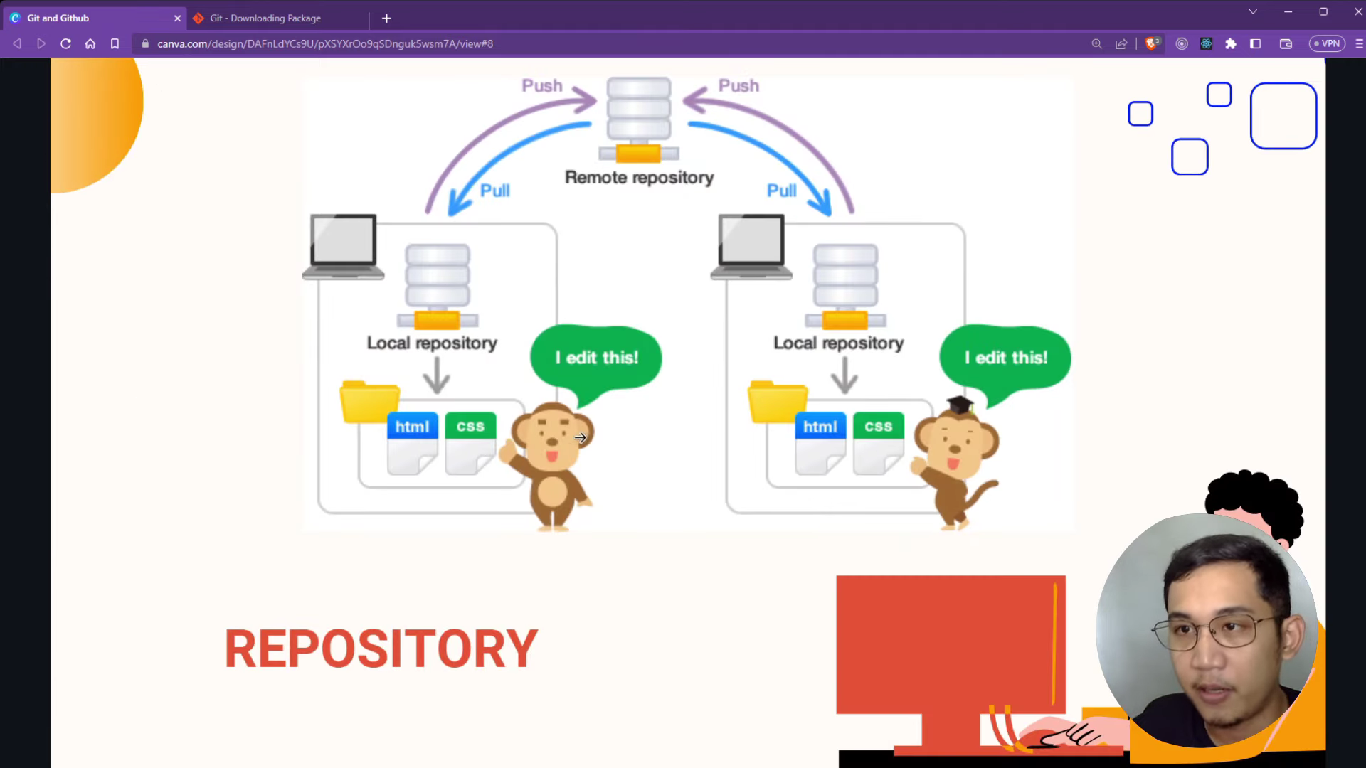 Git and Github
Git - Downloading Package
canva.com/design/DAFnLdYCs9U/pXSYXrOo9qSDngukSwsm7A/view#8
VPN
Push
Push
Remote repository
Pull
Pull
Local repository
Local repository
I edit this!
I edit this!
html
css
html
css
REPOSITORY